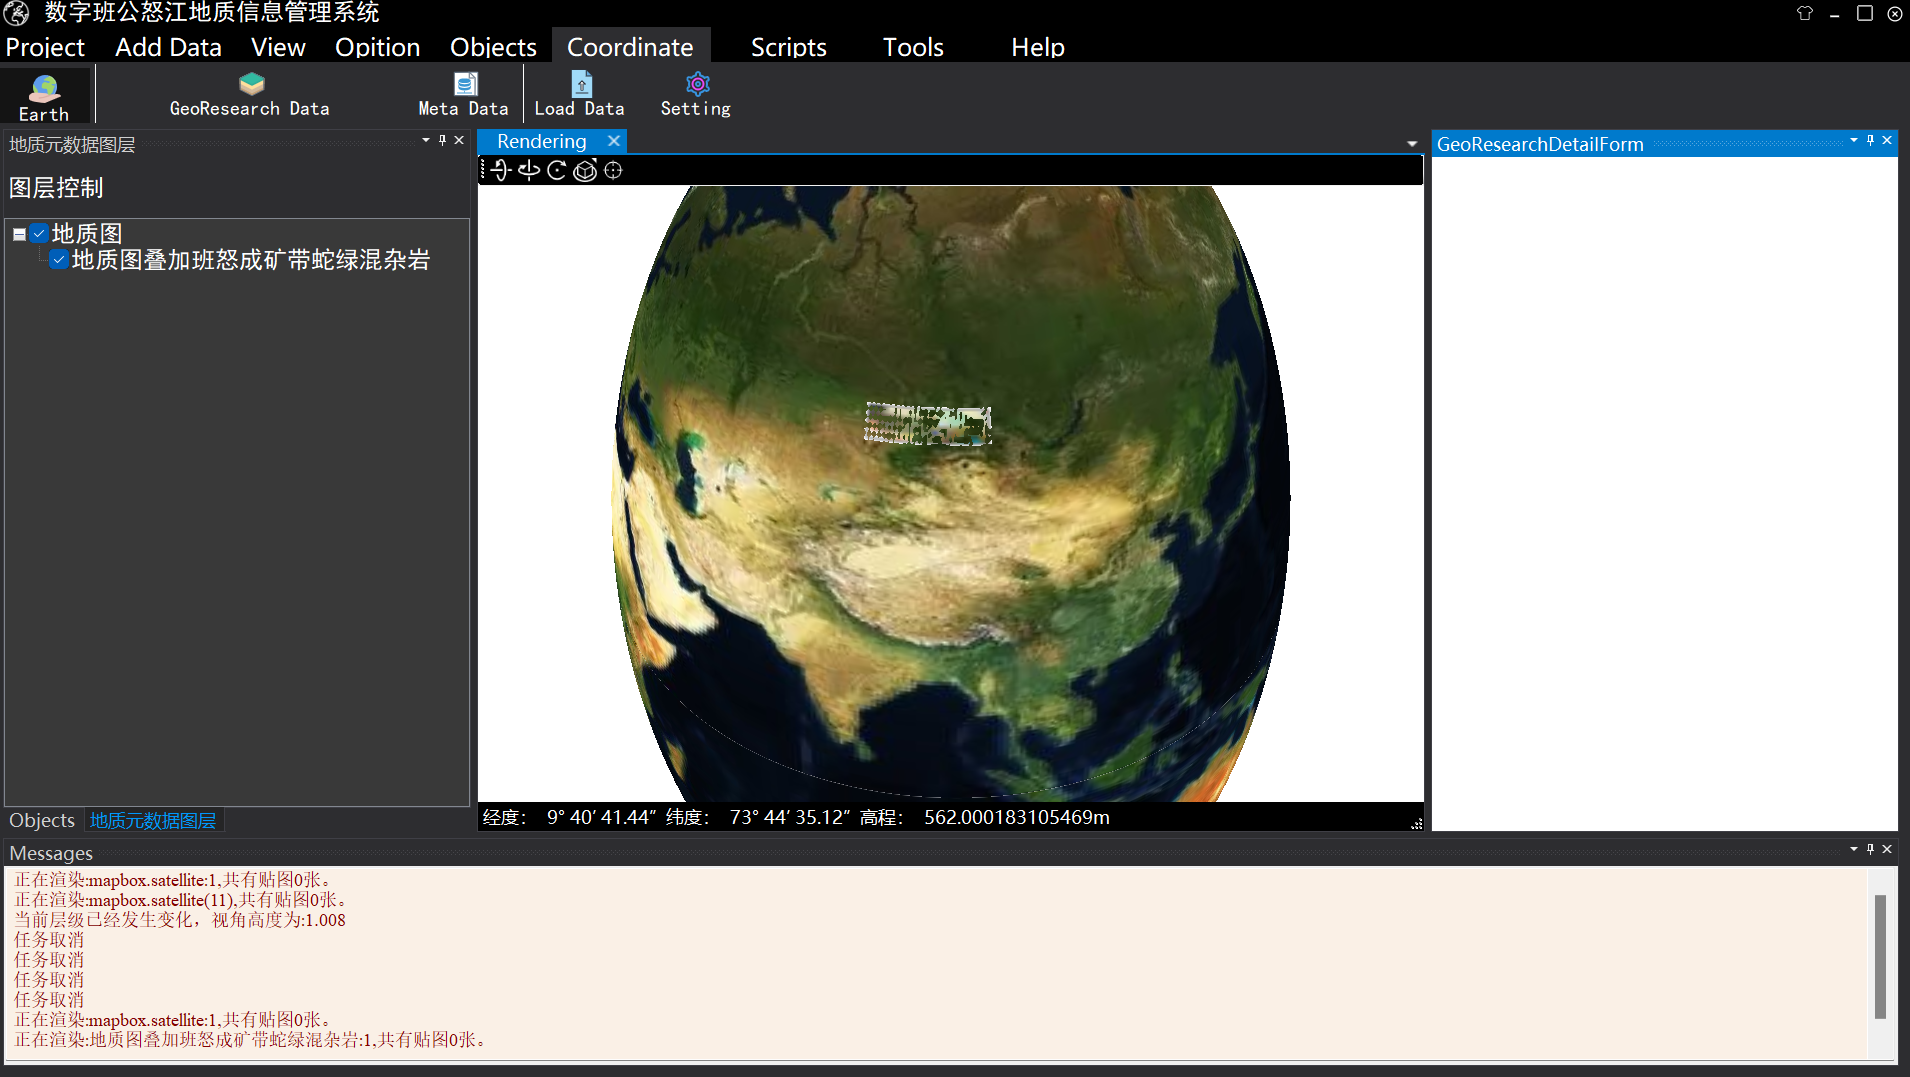 数字班公怒江地质信息管理系统
Project Add Data View Opition Objects Coordinate Scripts Tools Help
Earth GeoResearch Data Meta Data Load Data Setting
地质元数据图层
图层控制
地质图
地质图叠加班怒成矿带蛇绿混杂岩
Objects 地质元数据图层
Rendering
经度: 9° 40′ 41.44″ 纬度: 73° 44′ 35.12″ 高程: 562.000183105469m
GeoResearchDetailForm
Messages
正在渲染:mapbox.satellite:1,共有贴图0张。
正在渲染:mapbox.satellite(11),共有贴图0张。
当前层级已经发生变化，视角高度为:1.008
任务取消
任务取消
任务取消
任务取消
正在渲染:mapbox.satellite:1,共有贴图0张。
正在渲染:地质图叠加班怒成矿带蛇绿混杂岩:1,共有贴图0张。